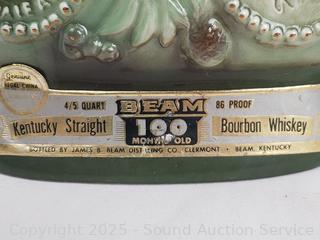 Genuine
REGAL CHINA
4/5 QUART
BEAM
86 PROOF
Kentucky Straight
100
MONTHS OLD
Bourbon Whiskey
BOTTLED BY JAMES B. BEAM DISTILLING CO., CLERMONT • BEAM, KENTUCKY
Copyright 2025 - Sound Auction Service